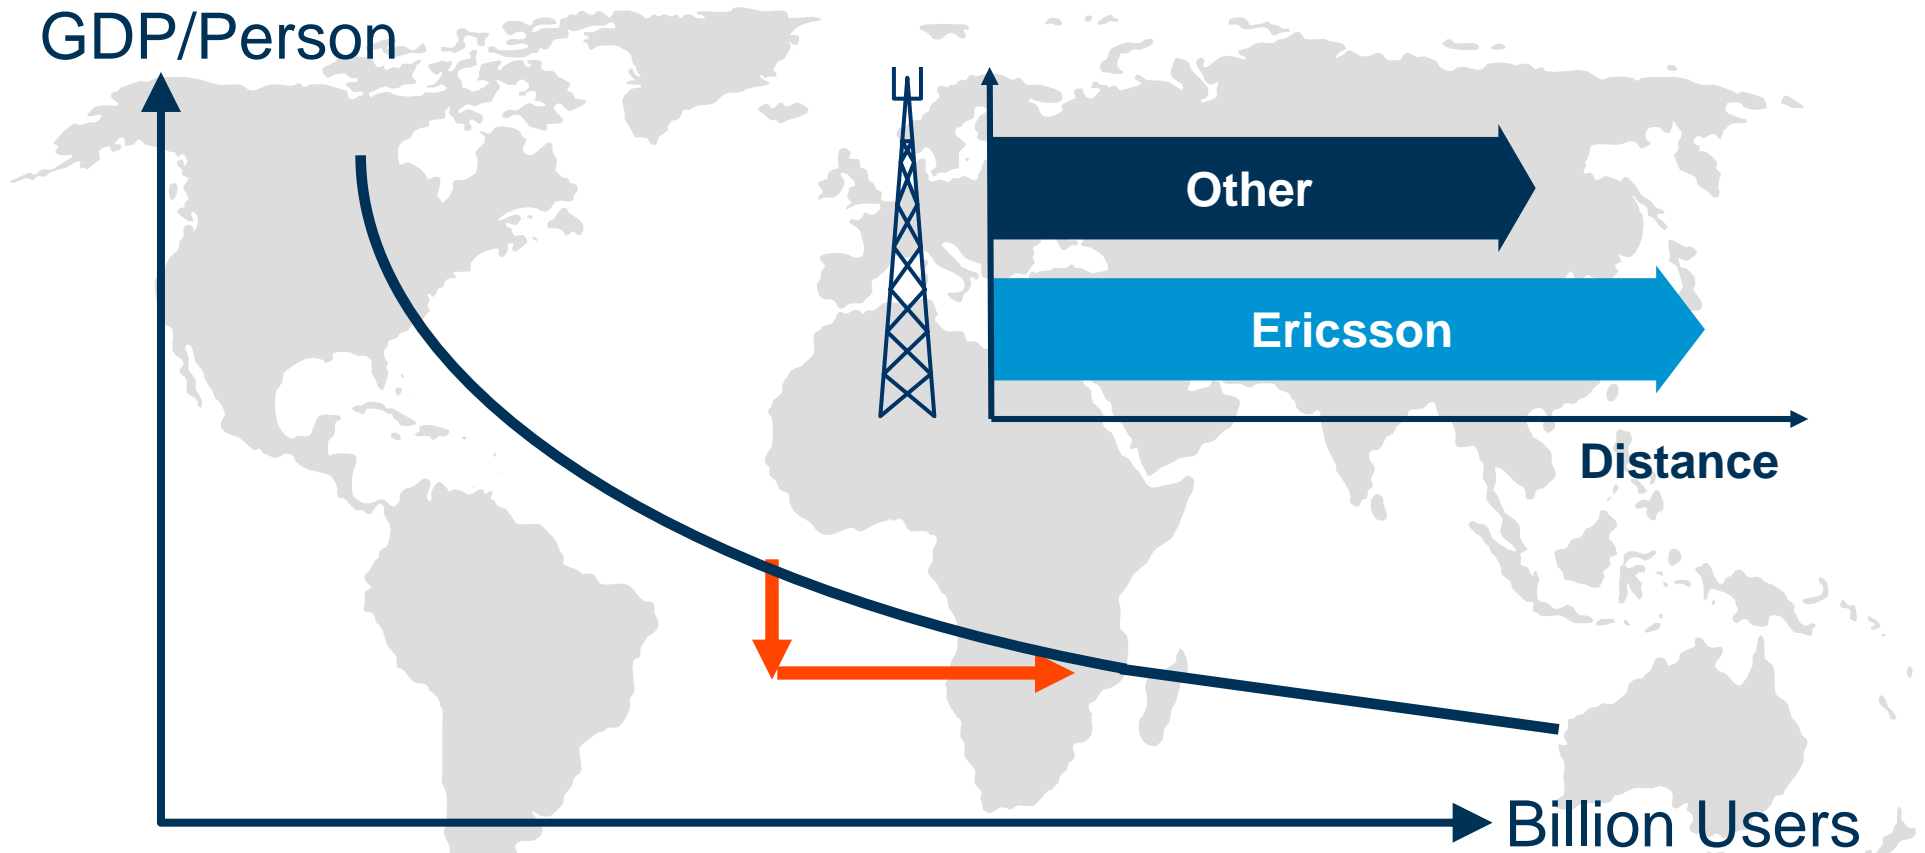 GDP/Person
Other
Ericsson
Distance
Billion Users